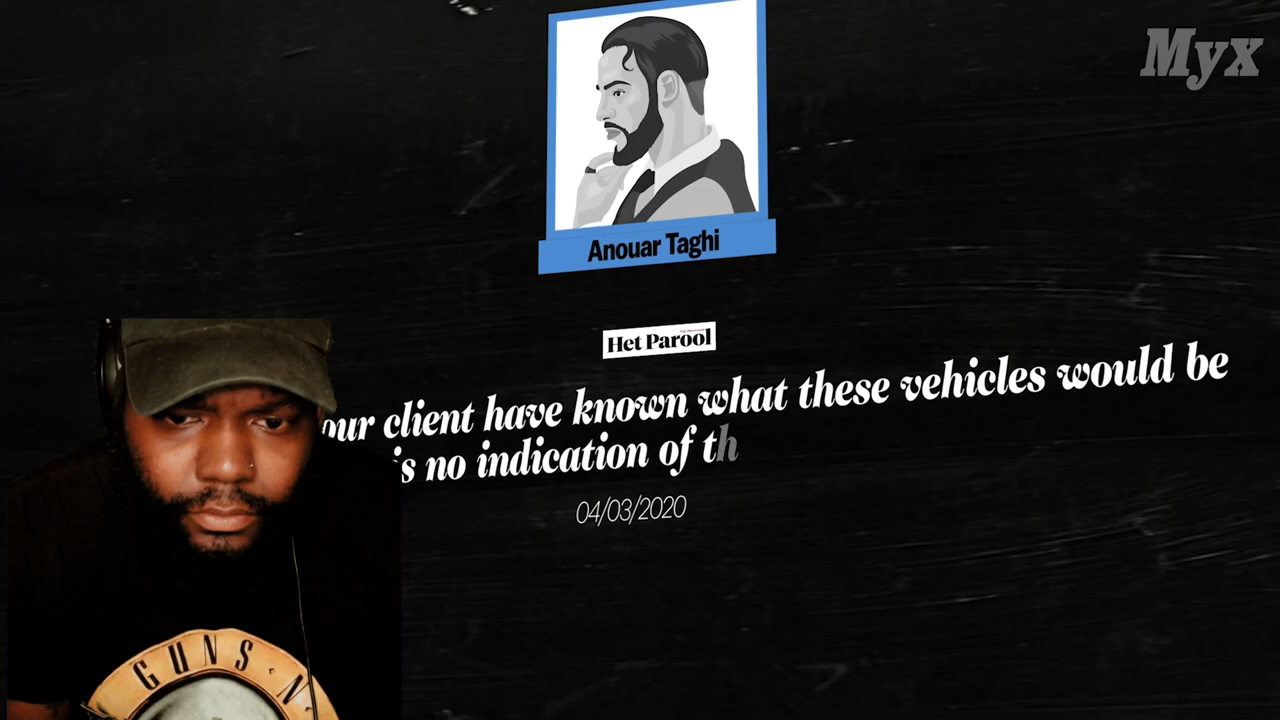 Myx
Anouar Taghi
Het Parool
our client have known what these vehicles would be
is no indication of th
04/03/2020
GUNS N